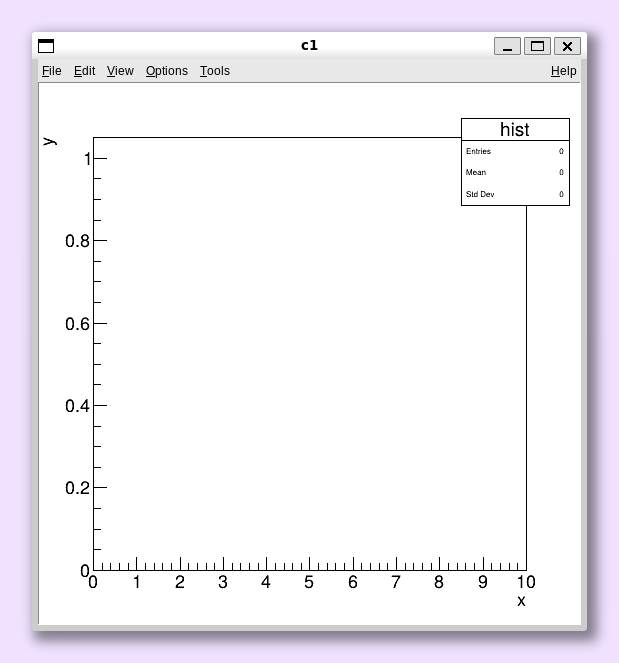 c1
File Edit View Options Tools Help
hist
Entries 0
Mean 0
Std Dev 0
y
1
0.8
0.6
0.4
0.2
0
0 1 2 3 4 5 6 7 8 9 10
x